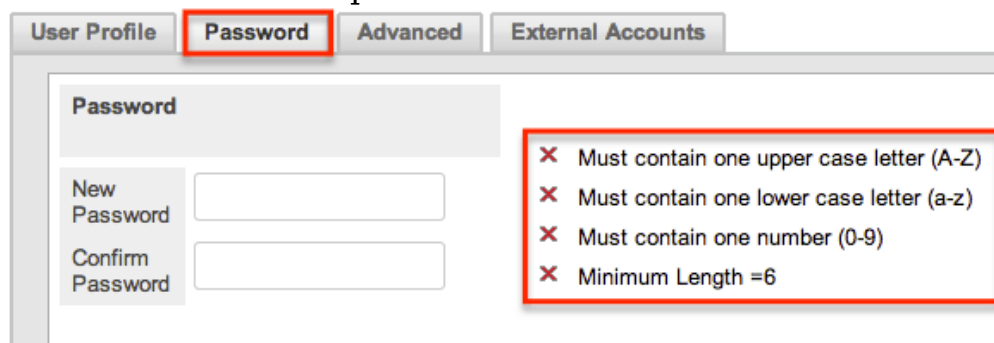 User Profile Password Advanced External Accounts
Password
Must contain one upper case letter (A-Z)
New
Password
Must contain one lower case letter (a-z)
Must contain one number (0-9)
Confirm
Password
Minimum Length =6